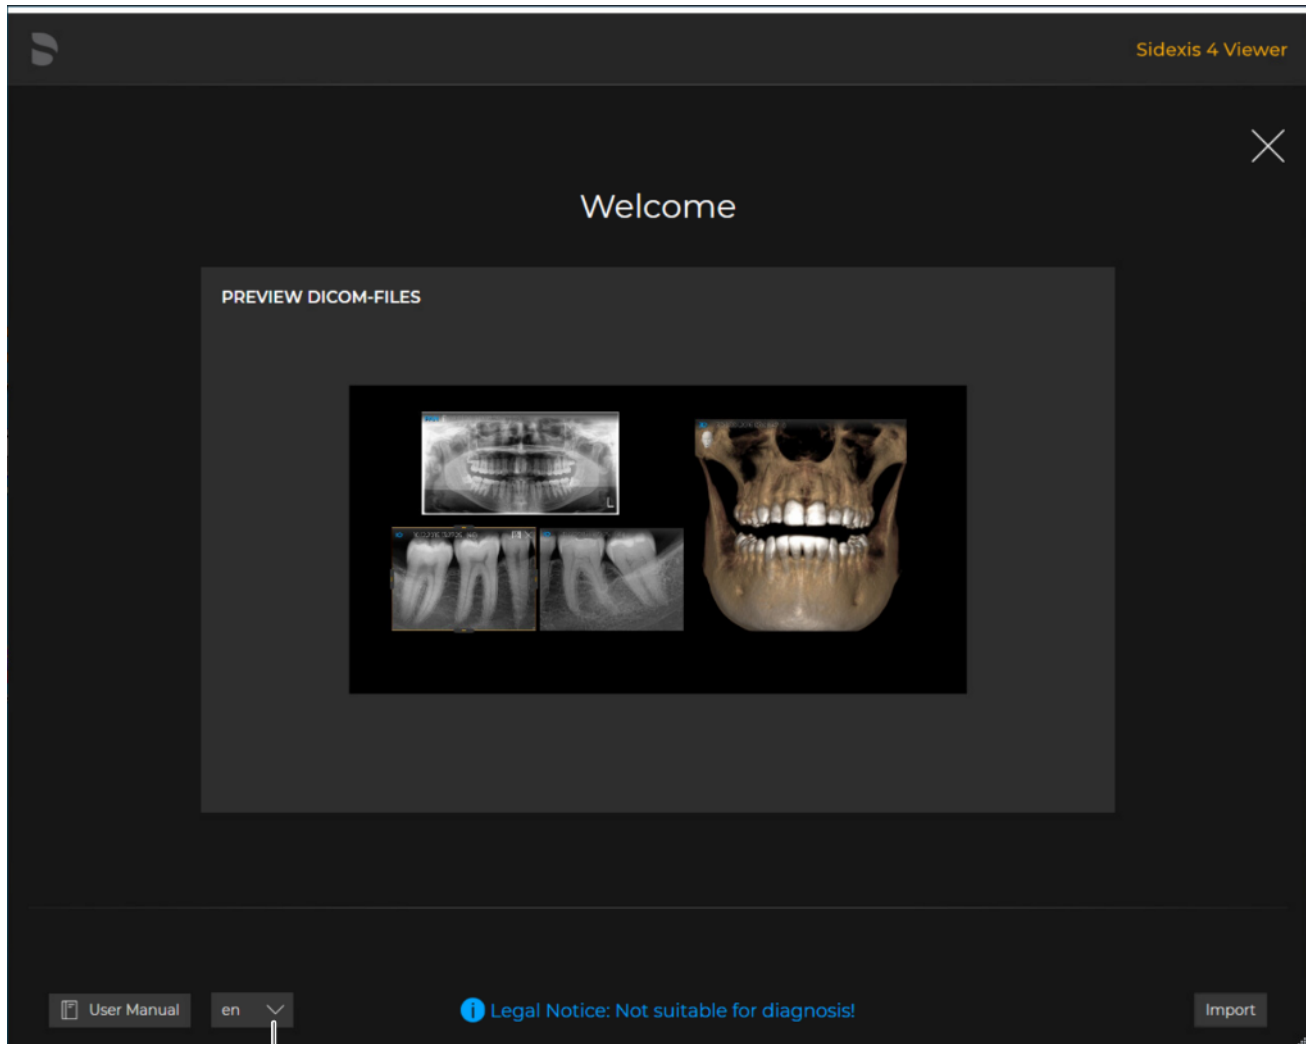 Sidexis 4 Viewer
Welcome
PREVIEW DICOM-FILES
L
User Manual
en
Legal Notice: Not suitable for diagnosis!
Import